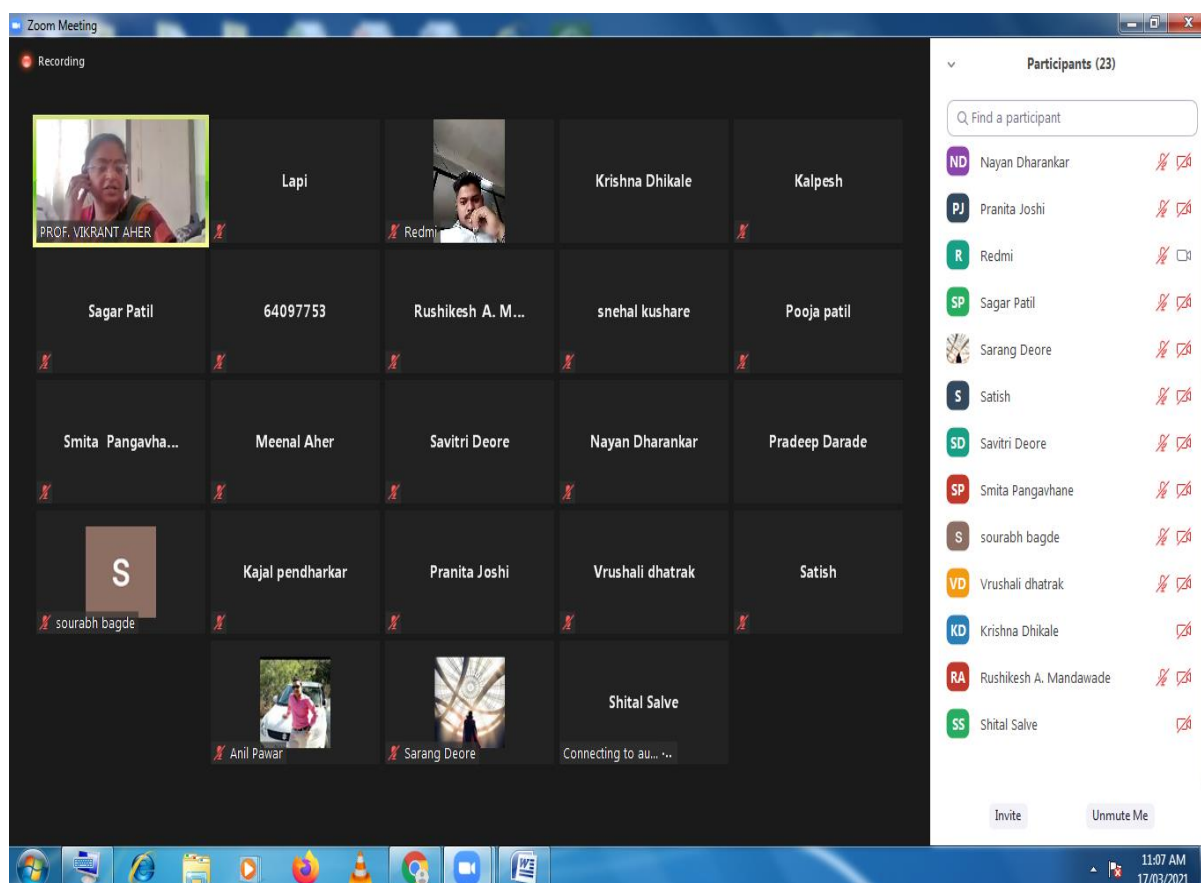 Zoom Meeting
Recording
PROF. VIKRANT AHER
Lapi
Redmi
Krishna Dhikale
Kalpesh
Sagar Patil
64097753
Rushikesh A. M...
snehal kushare
Pooja patil
Smita Pangavha...
Meenal Aher
Savitri Deore
Nayan Dharankar
Pradeep Darade
S
sourabh bagde
Kajal pendharkar
Pranita Joshi
Vrushali dhatrak
Satish
Anil Pawar
Sarang Deore
Shital Salve
Connecting to au... ...
Participants (23)
Find a participant
ND Nayan Dharankar
PJ Pranita Joshi
R Redmi
SP Sagar Patil
Sarang Deore
S Satish
SD Savitri Deore
SP Smita Pangavhane
S sourabh bagde
VD Vrushali dhatrak
KD Krishna Dhikale
RA Rushikesh A. Mandawade
SS Shital Salve
Invite Unmute Me
11:07 AM
17/03/2021